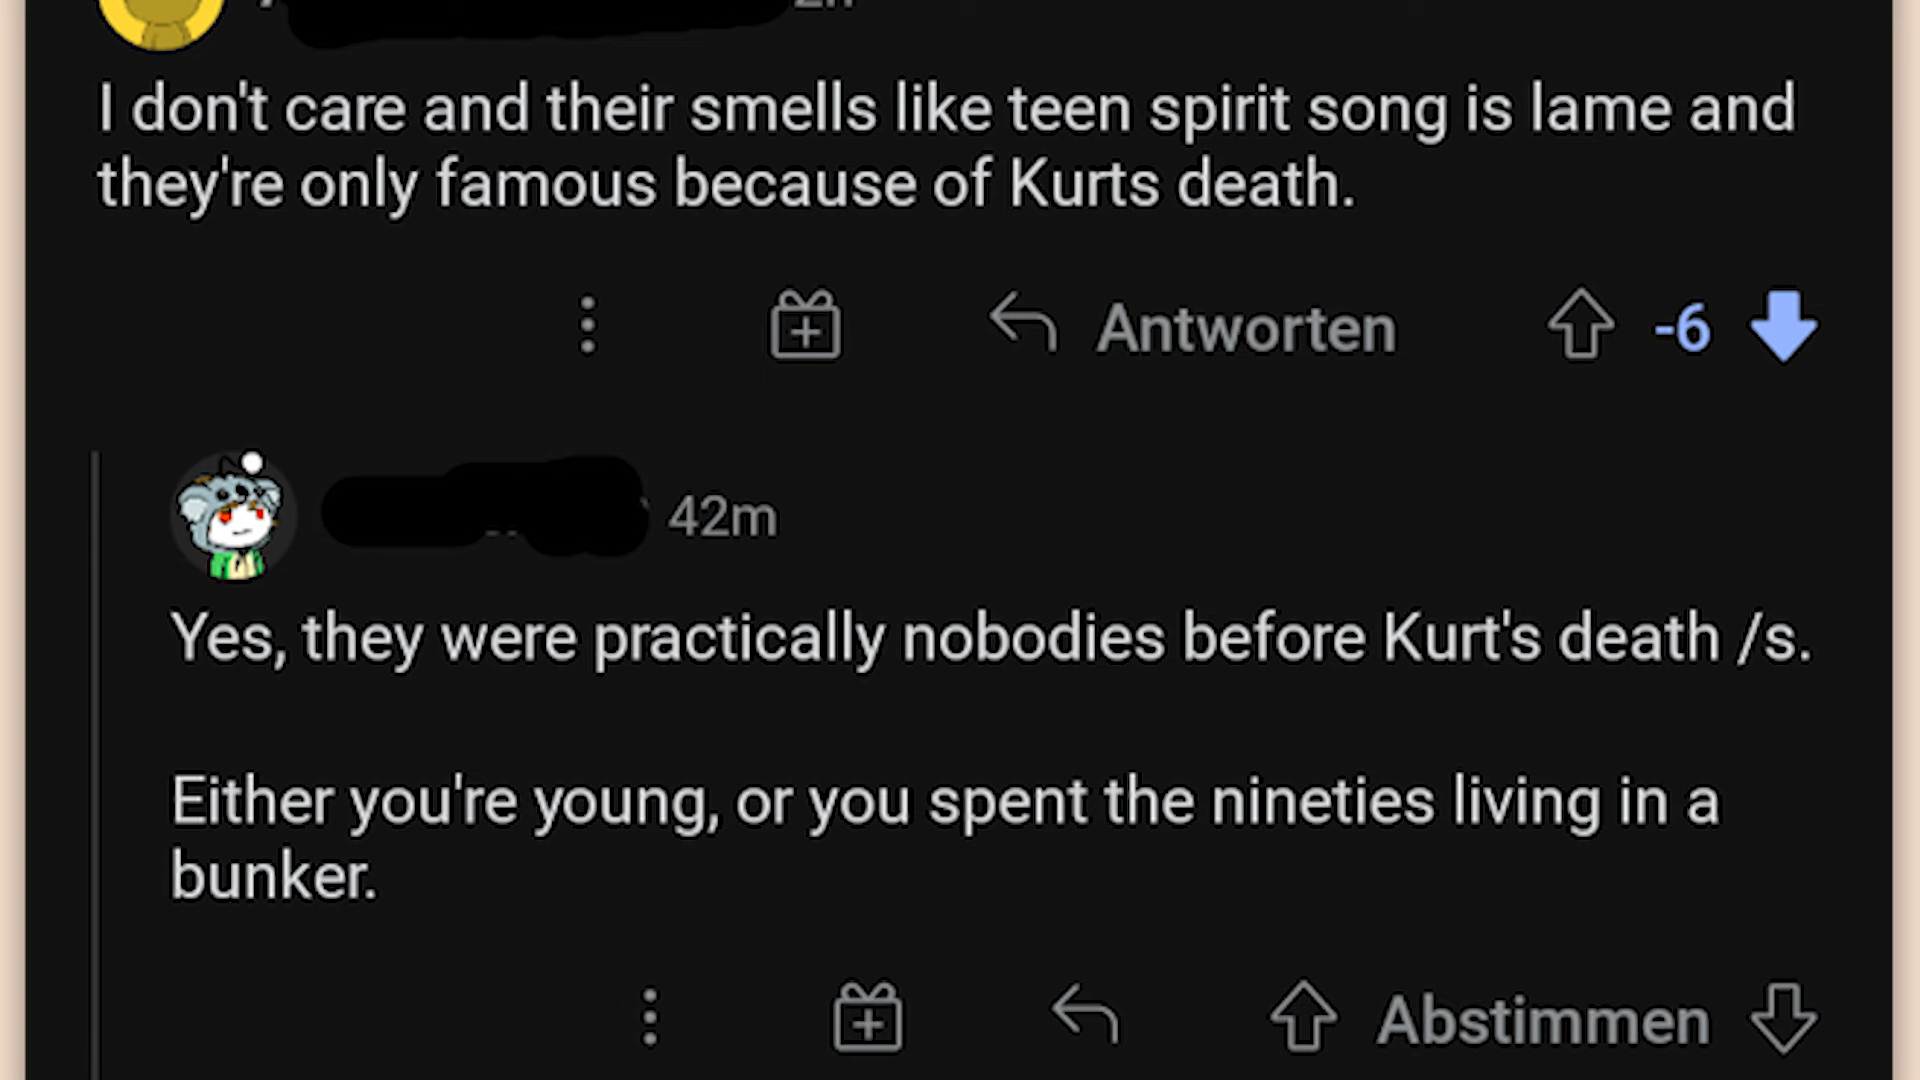 I don't care and their smells like teen spirit song is lame and
they're only famous because of Kurts death.
Antworten -6
42m
Yes, they were practically nobodies before Kurt's death /s.
Either you're young, or you spent the nineties living in a
bunker.
Abstimmen